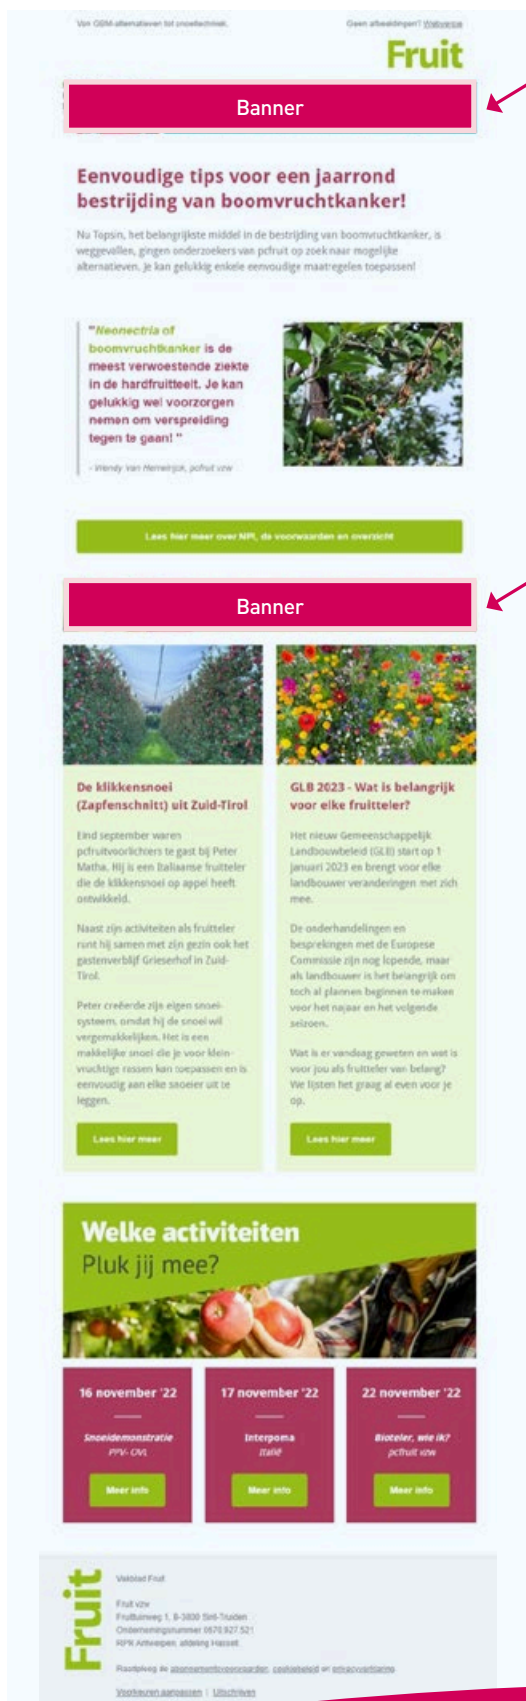 Van GBM-alternatieven tot snoeitechniek.
Geen afbeeldingen? Webversie
Fruit
Banner
Eenvoudige tips voor een jaarrond
bestrijding van boomvruchtkanker!
Nu Topsin, het belangrijkste middel in de bestrijding van boomvruchtkanker, is
weggevallen, gingen onderzoekers van pcfruit op zoek naar mogelijke
alternatieven. Je kan gelukkig enkele eenvoudige maatregelen toepassen!
"Neonectria of
boomvruchtkanker is de
meest verwoestende ziekte
in de hardfruitteelt. Je kan
gelukkig wel voorzorgen
nemen om verspreiding
tegen te gaan! "
- Wendy Van Hemelrijck, pcfruit vzw
Lees hier meer over NPI, de voorwaarden en overzicht
Banner
De klikkensnoei
(Zapfenschnitt) uit Zuid-Tirol
Eind september waren
pcfruitvoorlichters te gast bij Peter
Matha. Hij is een Italiaanse fruitteler
die de klikkensnoei op appel heeft
ontwikkeld.
Naast zijn activiteiten als fruitteler
runt hij samen met zijn gezin ook het
gastenverblijf Grieserhof in Zuid-
Tirol.
Peter creëerde zijn eigen snoei-
systeem, omdat hij de snoei wil
vergemakkelijken. Het is een
makkelijke snoei die je voor klein-
vruchtige rassen kan toepassen en is
eenvoudig aan elke snoeier uit te
leggen.
Lees hier meer
GLB 2023 - Wat is belangrijk
voor elke fruitteler?
Het nieuw Gemeenschappelijk
Landbouwbeleid (GLB) start op 1
januari 2023 en brengt voor elke
landbouwer veranderingen met zich
mee.
De onderhandelingen en
besprekingen met de Europese
Commissie zijn nog lopende, maar
als landbouwer is het belangrijk om
toch al plannen beginnen te maken
voor het najaar en het volgende
seizoen.
Wat is er vandaag geweten en wat is
voor jou als fruitteler van belang?
We lijsten het graag al even voor je
op.
Lees hier meer
Welke activiteiten
Pluk jij mee?
16 november '22
Snoeidemonstratie
PPV- OVL
Meer info
17 november '22
Interpoma
Italië
Meer info
22 november '22
Bioteler, wie ik?
pcfruit vzw
Meer info
Fruit
Vakblad Fruit
Fruit vzw
Fruittuinweg 1, B-3800 Sint-Truiden
Ondernemingsnummer 0670.927.521
RPR Antwerpen, afdeling Hasselt
Raadpleeg de abonnementsvoorwaarden, cookiebeleid en privacyverklaring
Voorkeuren aanpassen | Uitschrijven